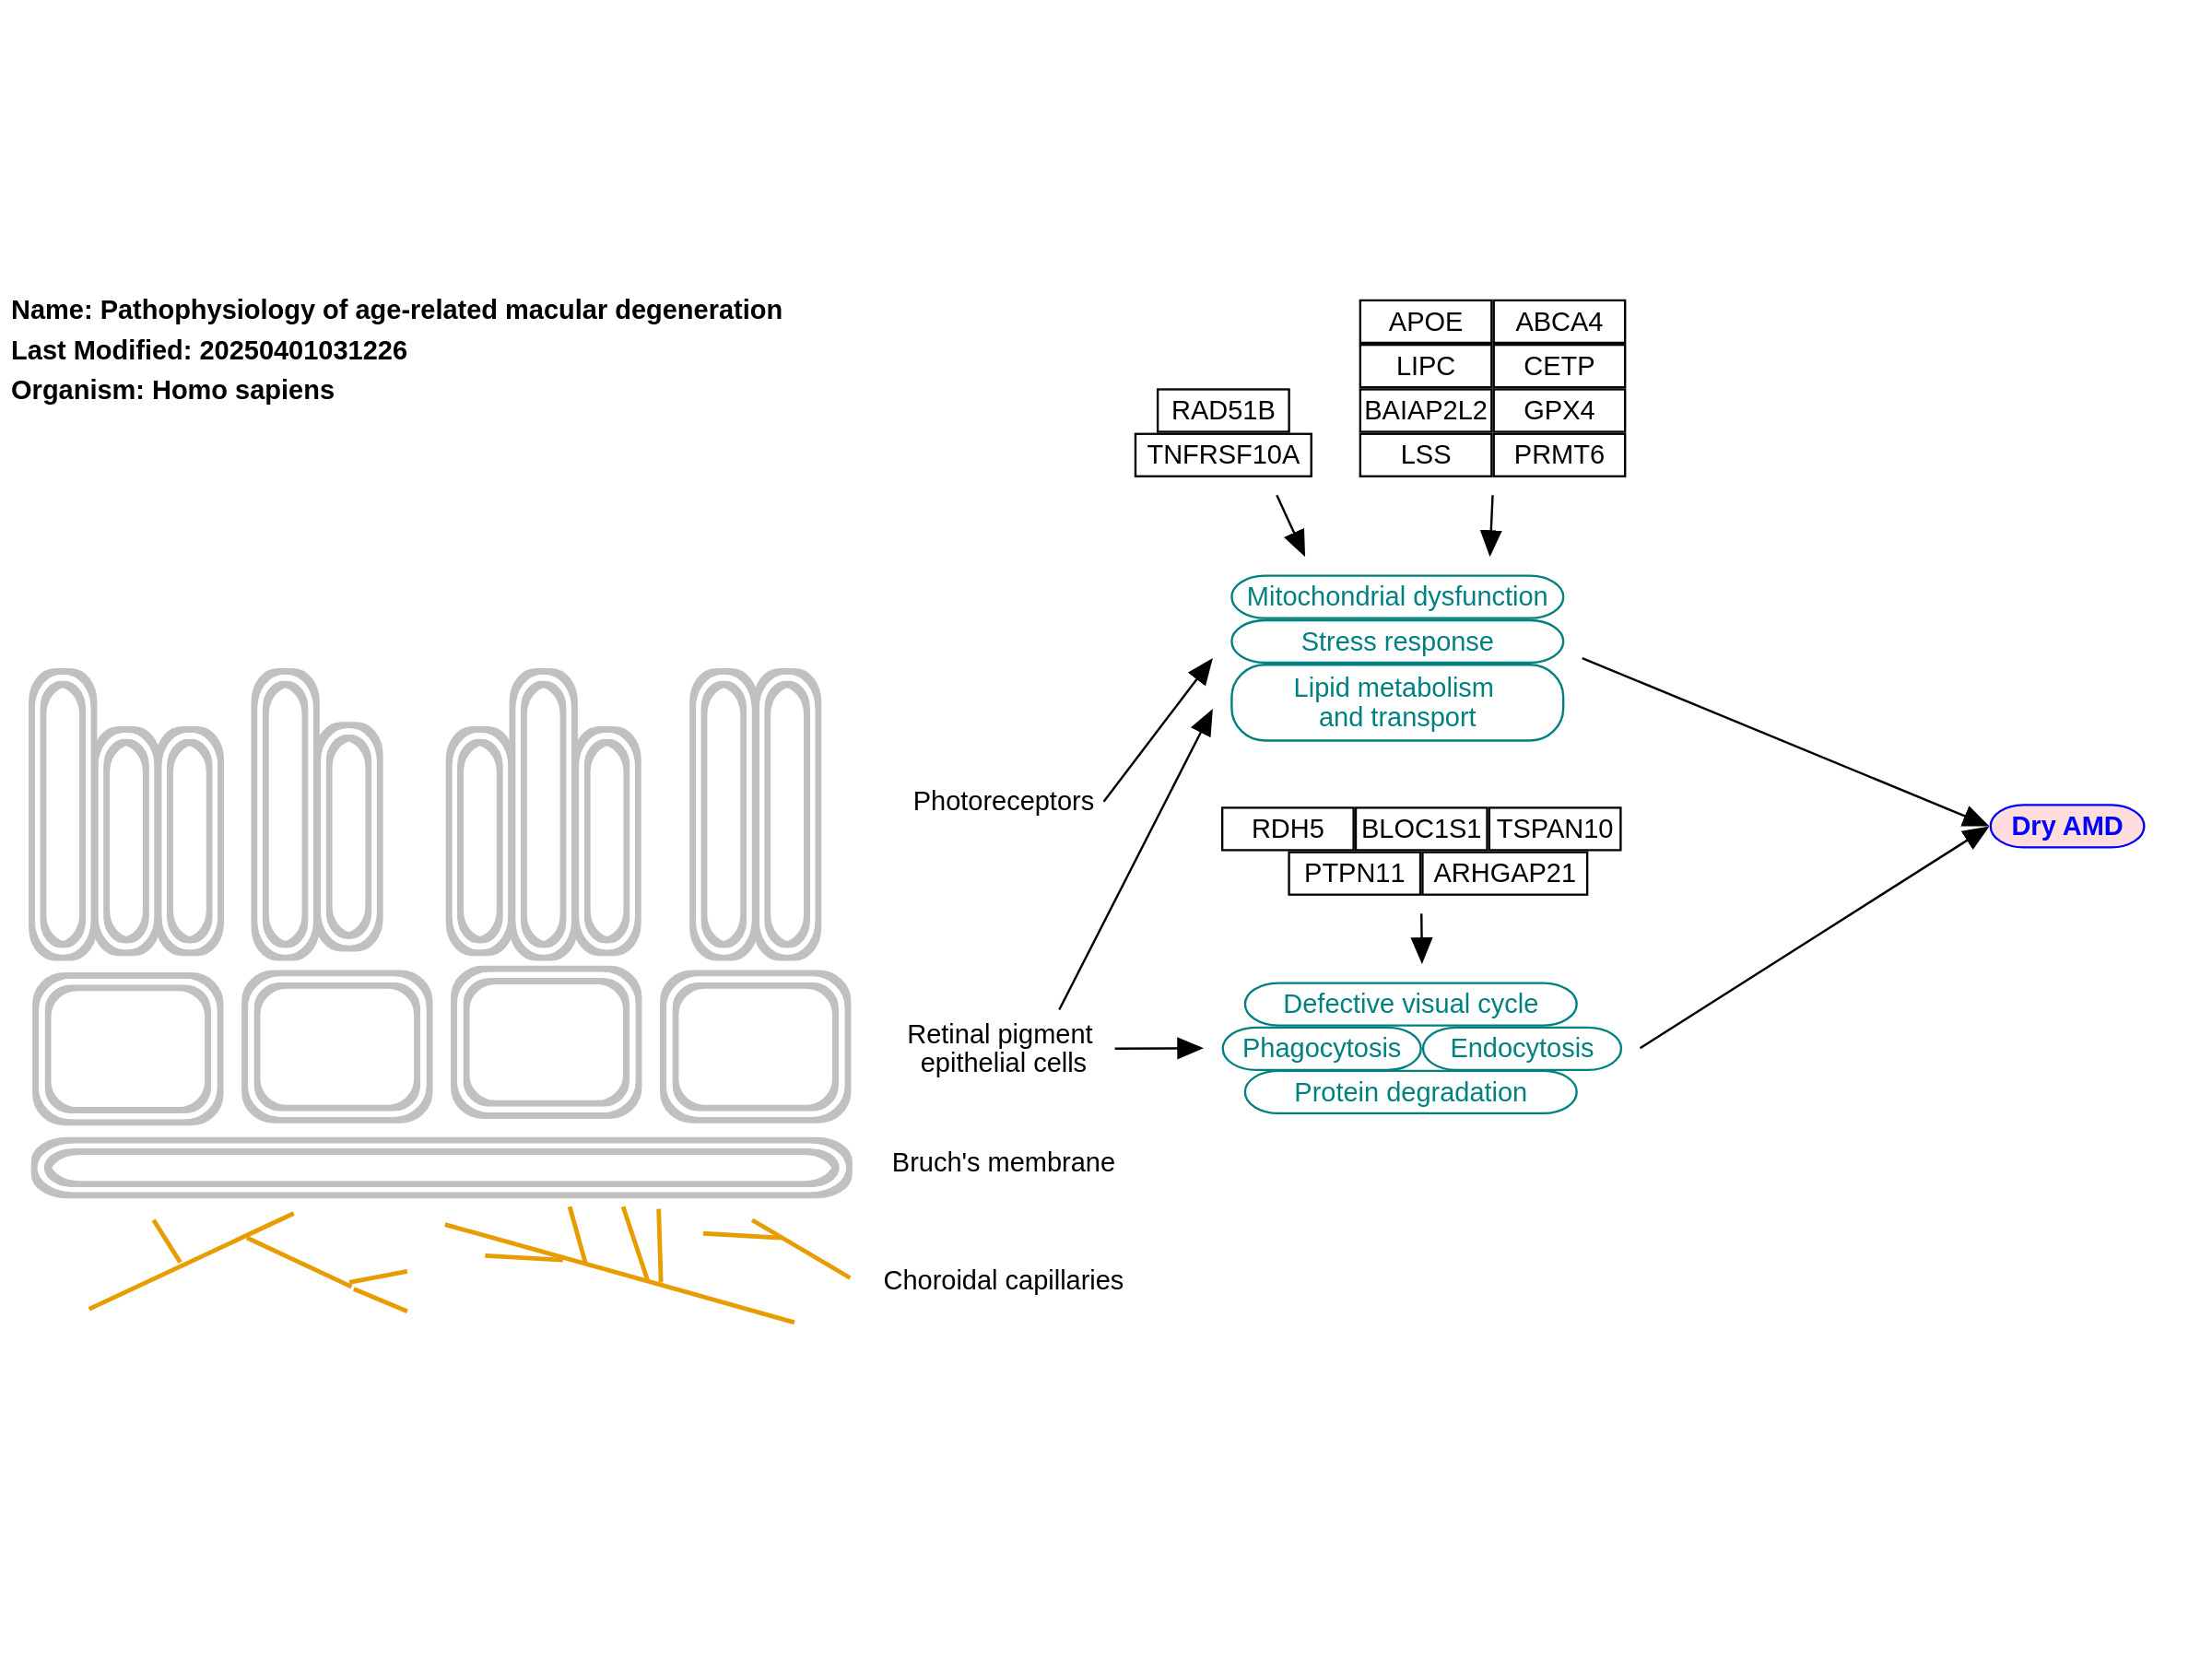 Name: Pathophysiology of age-related macular degeneration
Last Modified: 20250401031226
Organism: Homo sapiens
APOE
ABCA4
LIPC
CETP
RAD51B
BAIAP2L2
GPX4
TNFRSF10A
LSS
PRMT6
Mitochondrial dysfunction
Stress response
Lipid metabolism
and transport
Photoreceptors
RDH5
BLOC1S1
TSPAN10
Dry AMD
PTPN11
ARHGAP21
Defective visual cycle
Retinal pigment
epithelial cells
Phagocytosis
Endocytosis
Protein degradation
Bruch's membrane
Choroidal capillaries